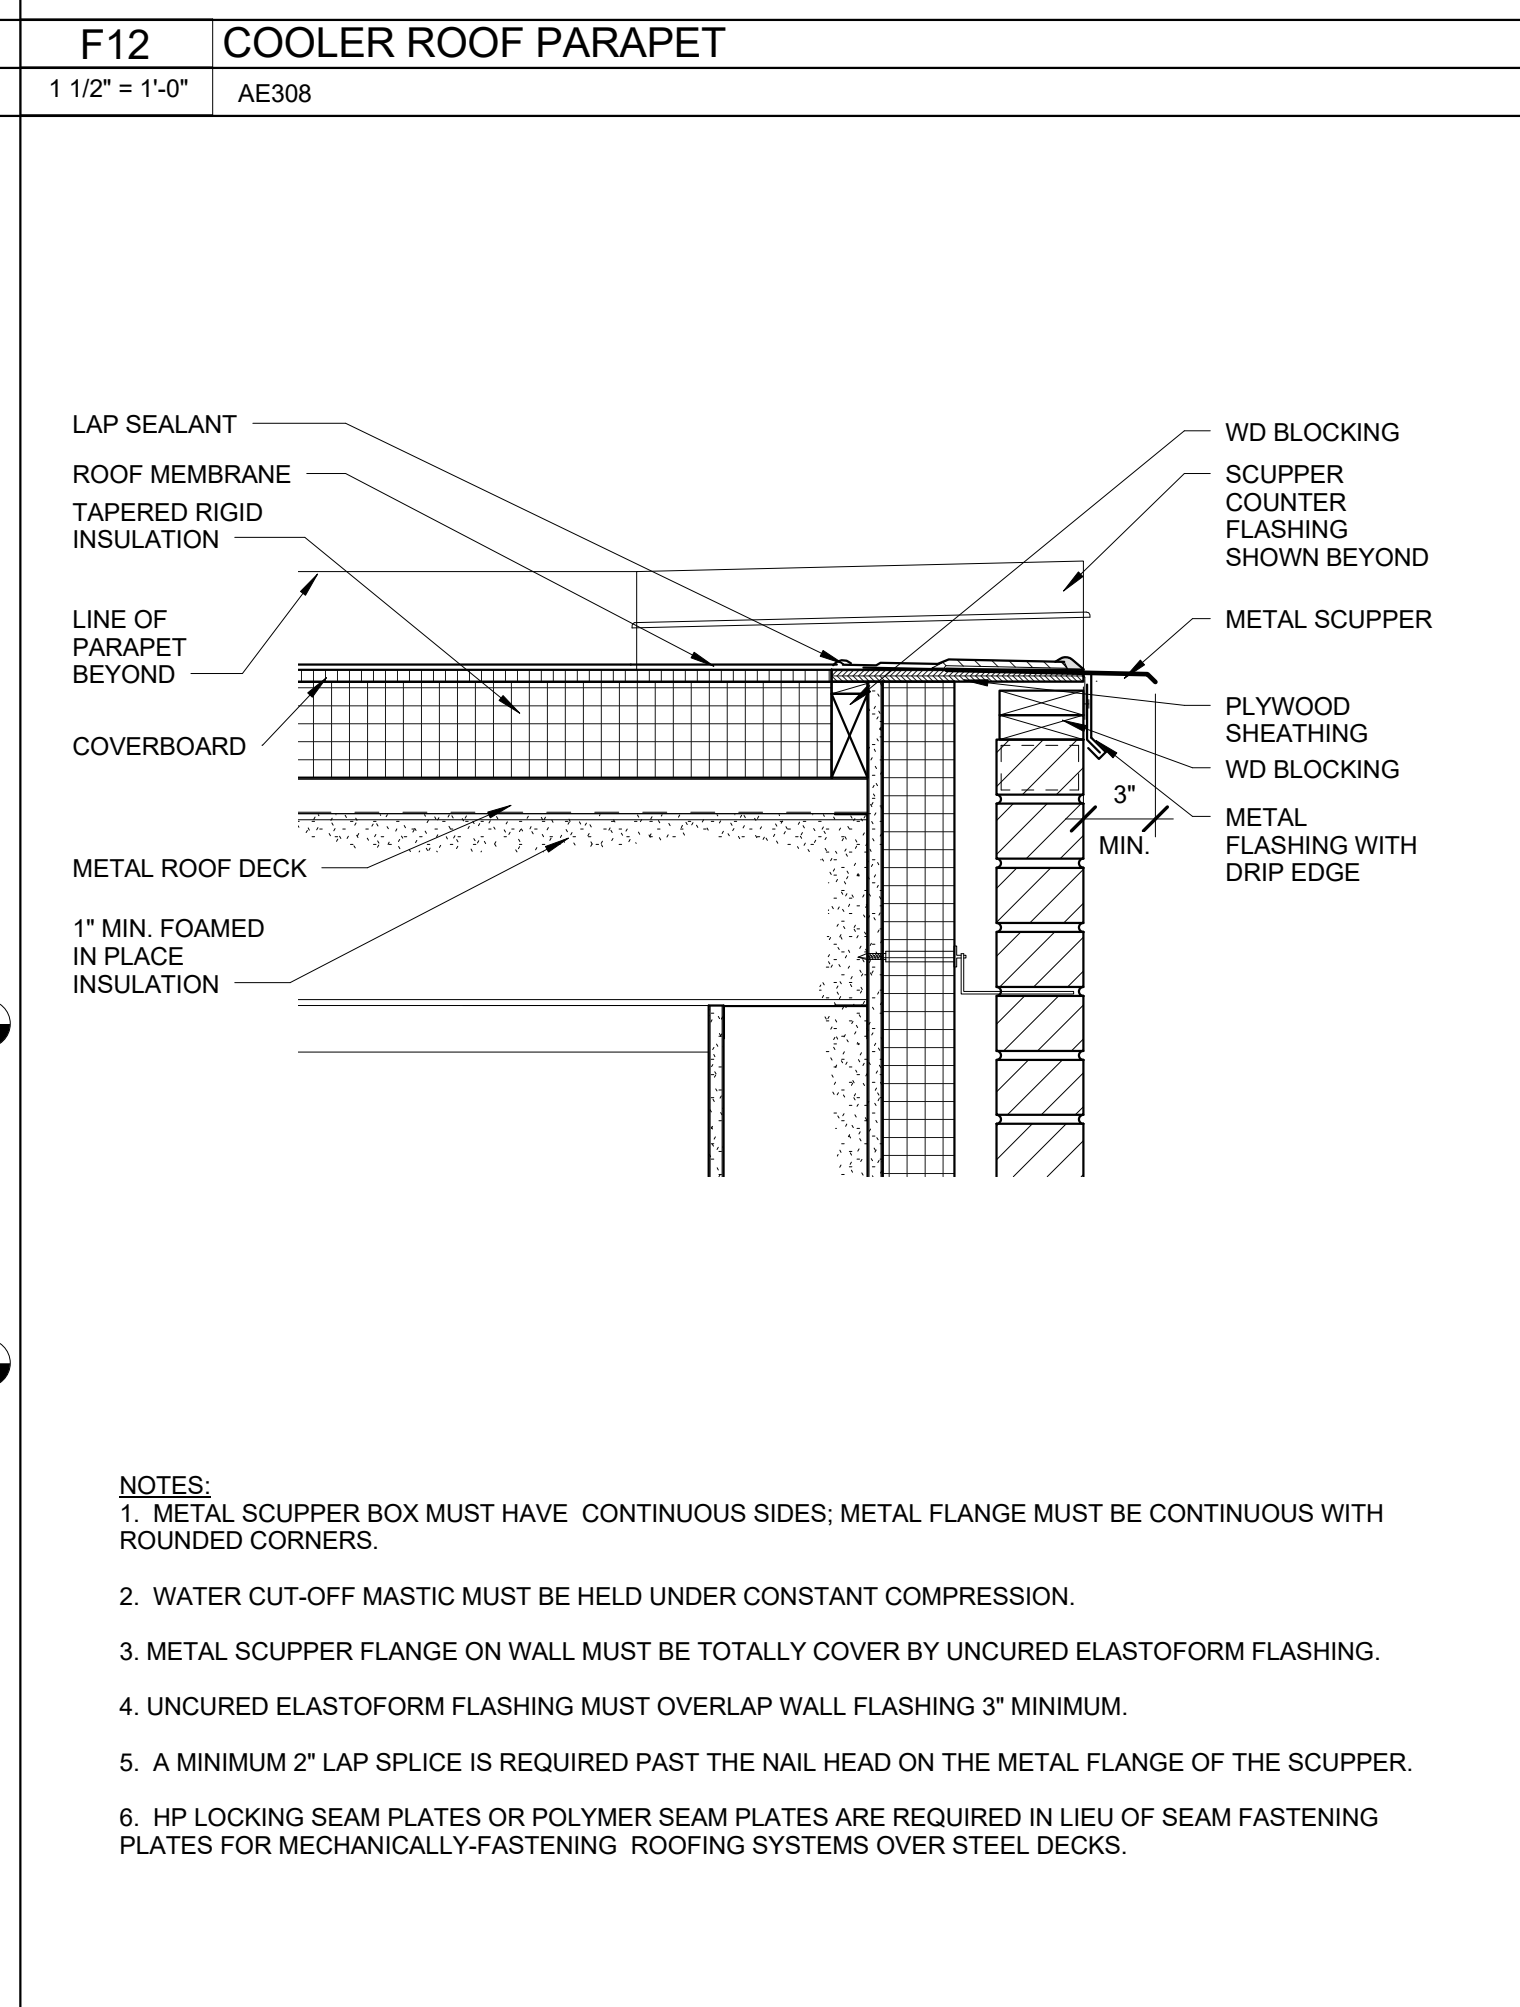 F12
COOLER ROOF PARAPET
1 1/2" = 1'-0"
AE308
LAP SEALANT
ROOF MEMBRANE
TAPERED RIGID
INSULATION
LINE OF
PARAPET
BEYOND
COVERBOARD
METAL ROOF DECK
1" MIN. FOAMED
IN PLACE
INSULATION
WD BLOCKING
SCUPPER
COUNTER
FLASHING
SHOWN BEYOND
METAL SCUPPER
PLYWOOD
SHEATHING
WD BLOCKING
METAL
FLASHING WITH
DRIP EDGE
3"
MIN.
NOTES:
1. METAL SCUPPER BOX MUST HAVE CONTINUOUS SIDES; METAL FLANGE MUST BE CONTINUOUS WITH
ROUNDED CORNERS.
2. WATER CUT-OFF MASTIC MUST BE HELD UNDER CONSTANT COMPRESSION.
3. METAL SCUPPER FLANGE ON WALL MUST BE TOTALLY COVER BY UNCURED ELASTOFORM FLASHING.
4. UNCURED ELASTOFORM FLASHING MUST OVERLAP WALL FLASHING 3" MINIMUM.
5. A MINIMUM 2" LAP SPLICE IS REQUIRED PAST THE NAIL HEAD ON THE METAL FLANGE OF THE SCUPPER.
6. HP LOCKING SEAM PLATES OR POLYMER SEAM PLATES ARE REQUIRED IN LIEU OF SEAM FASTENING
PLATES FOR MECHANICALLY-FASTENING ROOFING SYSTEMS OVER STEEL DECKS.